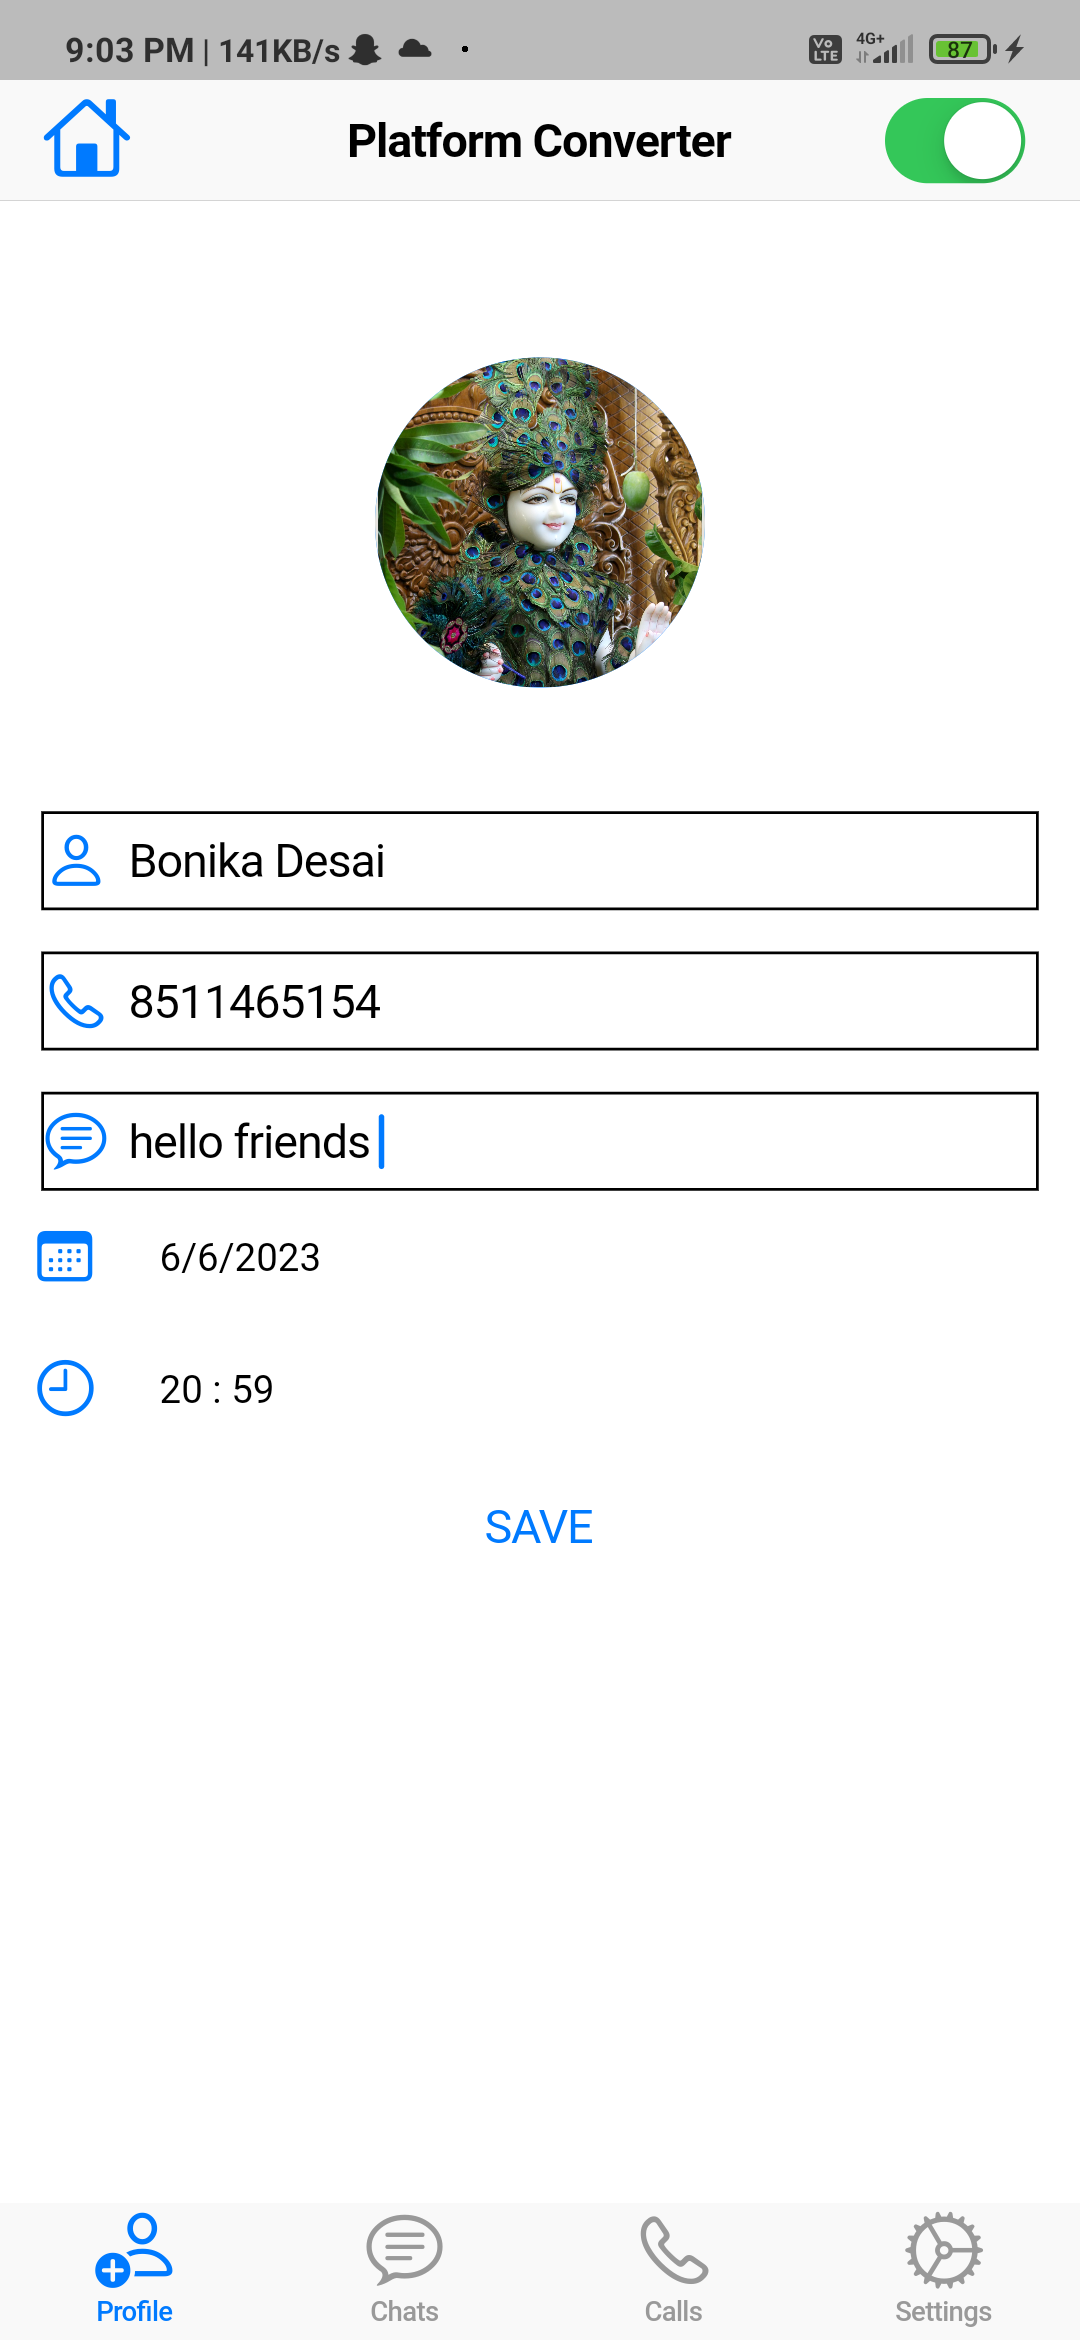 9:03 PM | 141KB/s
Vo LTE 4G+ 87
Platform Converter
Bonika Desai
8511465154
hello friends
6/6/2023
20 : 59
SAVE
Profile Chats Calls Settings